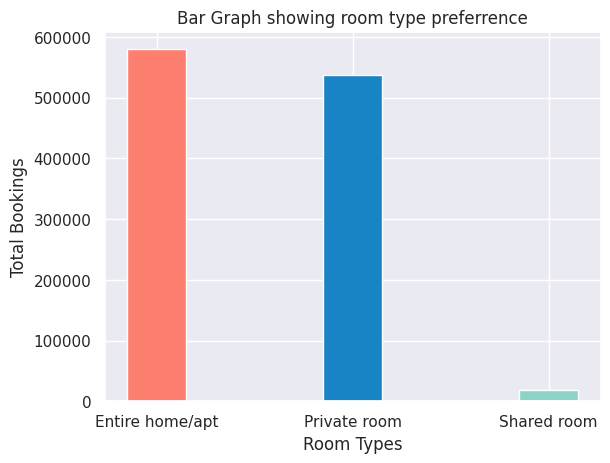 Bar Graph showing room type preferrence
600000
500000
400000
300000
200000
100000
0
Total Bookings
Entire home/apt
Private room
Shared room
Room Types